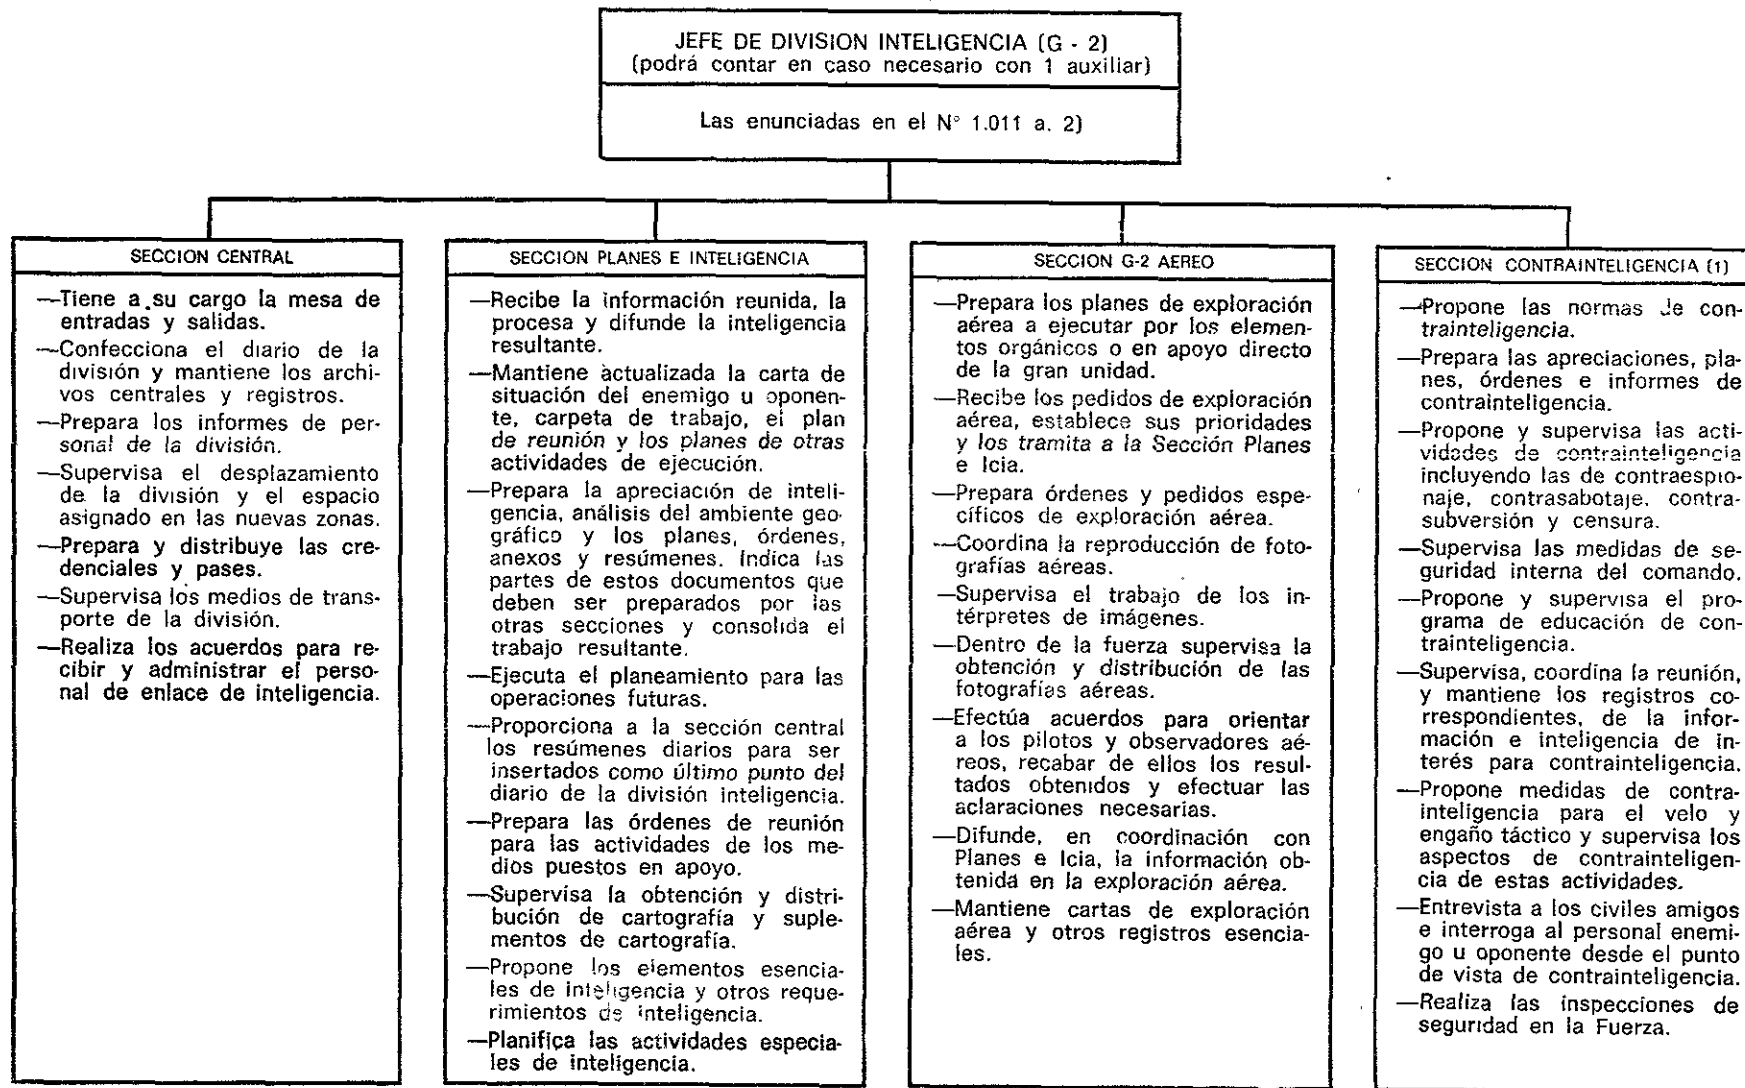 JEFE DE DIVISION INTELIGENCIA (G - 2)
(podrá contar en caso necesario con 1 auxiliar)
Las enunciadas en el N° 1.011 a. 2)
SECCION CENTRAL
—Tiene a su cargo la mesa de
entradas y salidas.
—Confecciona el diario de la
división y mantiene los archi-
vos centrales y registros.
—Prepara los informes de per-
sonal de la división.
—Supervisa el desplazamiento
de la división y el espacio
asignado en las nuevas zonas.
—Prepara y distribuye las cre-
denciales y pases.
—Supervisa los medios de trans-
porte de la división.
—Realiza los acuerdos para re-
cibir y administrar el perso-
nal de enlace de inteligencia.
SECCION PLANES E INTELIGENCIA
—Recibe la información reunida, la
procesa y difunde la inteligencia
resultante.
—Mantiene actualizada la carta de
situación del enemigo u oponen-
te, carpeta de trabajo, el plan
de reunión y los planes de otras
actividades de ejecución.
—Prepara la apreciación de inteli-
gencia, análisis del ambiente geo-
gráfico y los planes, órdenes,
anexos y resúmenes. Indica las
partes de estos documentos que
deben ser preparados por las
otras secciones y consolida el
trabajo resultante.
—Ejecuta el planeamiento para las
operaciones futuras.
—Proporciona a la sección central
los resúmenes diarios para ser
insertados como último punto del
diario de la división inteligencia.
—Prepara las órdenes de reunión
para las actividades de los me-
dios puestos en apoyo.
—Supervisa la obtención y distri-
bución de cartografía y suple-
mentos de cartografía.
—Propone los elementos esencia-
les de inteligencia y otros reque-
rimientos de inteligencia.
—Planifica las actividades especia-
les de inteligencia.
SECCION G-2 AEREO
—Prepara los planes de exploración
aérea a ejecutar por los elemen-
tos orgánicos o en apoyo directo
de la gran unidad.
—Recibe los pedidos de exploración
aérea, establece sus prioridades
y los tramita a la Sección Planes
e Icia.
—Prepara órdenes y pedidos espe-
cíficos de exploración aérea.
—Coordina la reproducción de foto-
grafías aéreas.
—Supervisa el trabajo de los in-
térpretes de imágenes.
—Dentro de la fuerza supervisa la
obtención y distribución de las
fotografías aéreas.
—Efectúa acuerdos para orientar
a los pilotos y observadores aé-
reos, recabar de ellos los resul-
tados obtenidos y efectuar las
aclaraciones necesarias.
—Difunde, en coordinación con
Planes e Icia, la información ob-
tenida en la exploración aérea.
—Mantiene cartas de exploración
aérea y otros registros esencia-
les.
SECCION CONTRAINTELIGENCIA (1)
—Propone las normas de con-
trainteligencia.
—Prepara las apreciaciones, pla-
nes, órdenes e informes de
contrainteligencia.
—Propone y supervisa las acti-
vidades de contrainteligencia
incluyendo las de contraespio-
naje, contrasabotaje, contra-
subversión y censura.
—Supervisa las medidas de se-
guridad interna del comando.
—Propone y supervisa el pro-
grama de educación de con-
trainteligencia.
—Supervisa, coordina la reunión,
y mantiene los registros co-
rrespondientes, de la infor-
mación e inteligencia de in-
terés para contrainteligencia.
—Propone medidas de contra-
inteligencia para el velo y
engaño táctico y supervisa los
aspectos de contrainteligen-
cia de estas actividades.
—Entrevista a los civiles amigos
e interroga al personal enemi-
go u oponente desde el punto
de vista de contrainteligencia.
—Realiza las inspecciones de
seguridad en la Fuerza.